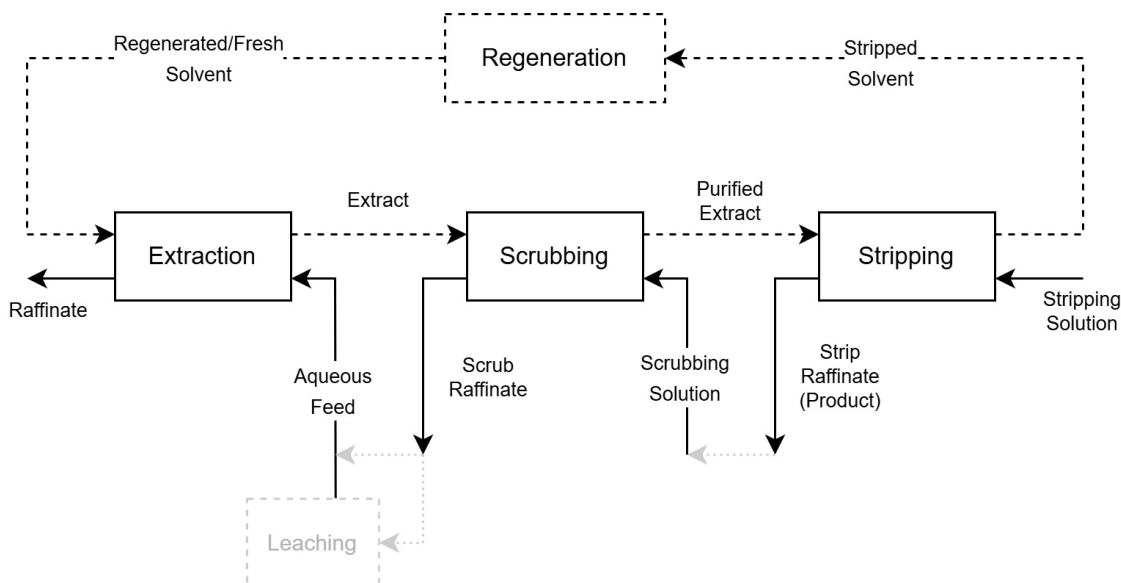 Regenerated/Fresh
Solvent
Regeneration
Stripped
Solvent
Extract
Purified
Extract
Extraction
Scrubbing
Stripping
Raffinate
Aqueous
Feed
Scrub
Raffinate
Scrubbing
Solution
Strip
Raffinate
(Product)
Stripping
Solution
Leaching